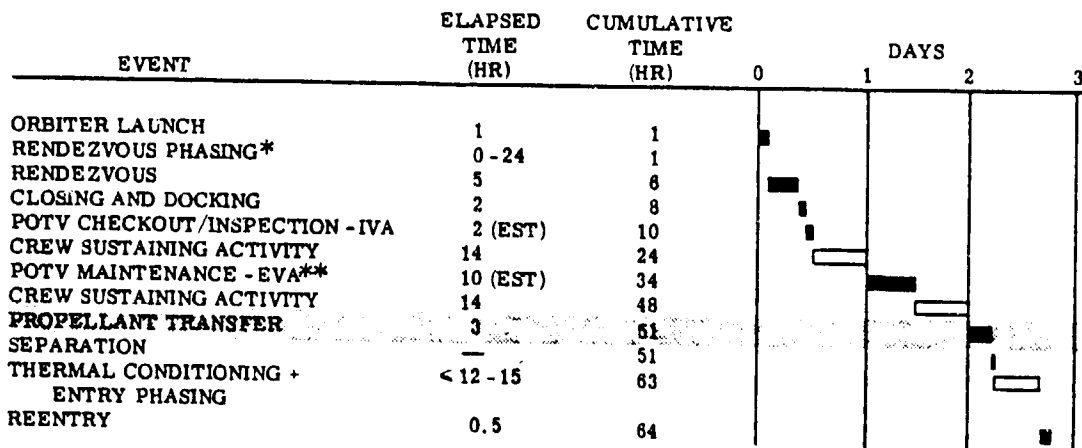 ELAPSED CUMULATIVE
TIME TIME DAYS
EVENT (HR) (HR) 0 1 2 3
ORBITER LAUNCH 1 1
RENDEZVOUS PHASING* 0-24 1
RENDEZVOUS 5 6
CLOSING AND DOCKING 2 8
POTV CHECKOUT/INSPECTION -IVA 2 (EST) 10
CREW SUSTAINING ACTIVITY 14 24
POTV MAINTENANCE -EVA** 10 (EST) 34
CREW SUSTAINING ACTIVITY 14 48
PROPELLANT TRANSFER 3 51
SEPARATION — 51
THERMAL CONDITIONING + ≤ 12-15 63
ENTRY PHASING
REENTRY 0.5 64